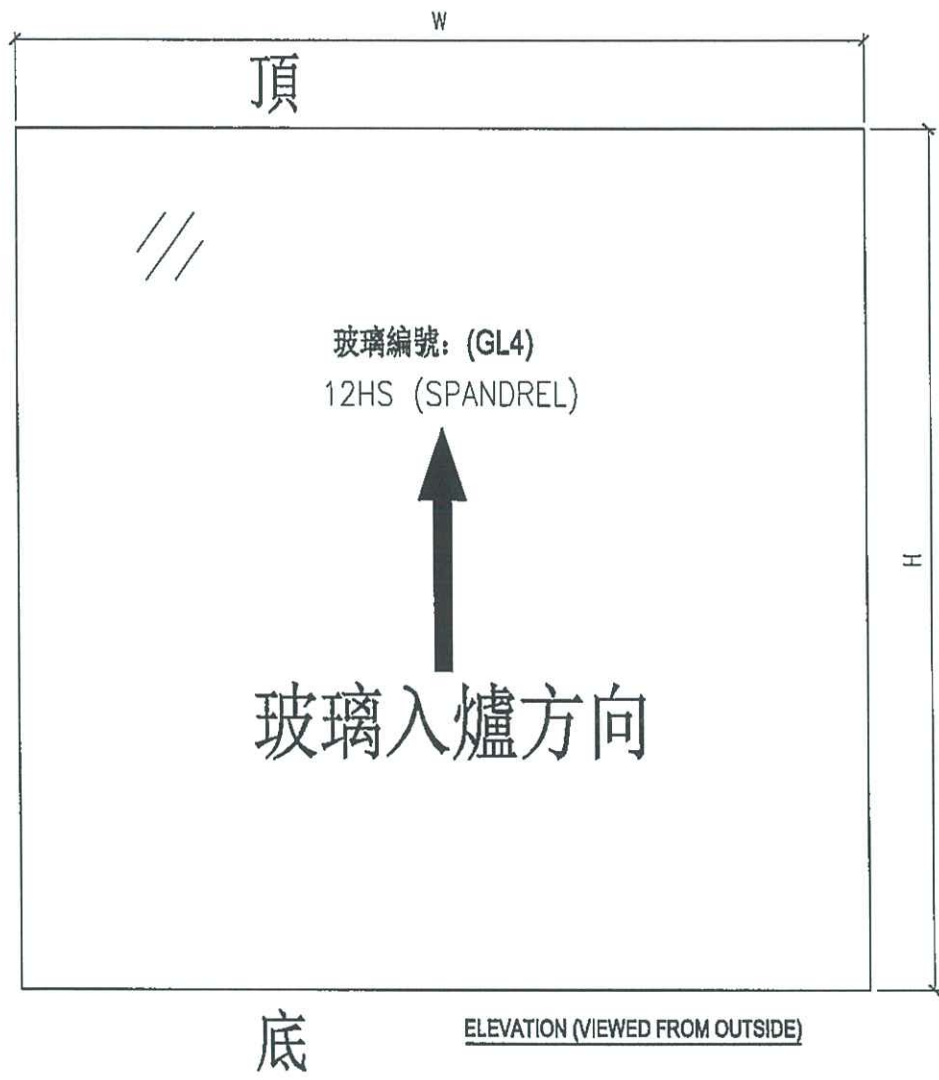 W
頂
玻璃編號: (GL4)
12HS (SPANDREL)
H
玻璃入爐方向
底
ELEVATION (VIEWED FROM OUTSIDE)